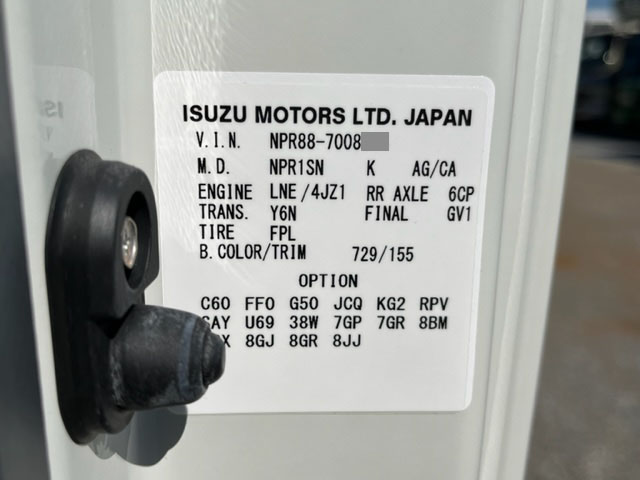 ISUZU MOTORS LTD. JAPAN
V.I.N. NPR88-7008
M.D. NPR1SN K AG/CA
ENGINE LNE/4JZ1 RR AXLE 6CP
TRANS. Y6N FINAL GV1
TIRE FPL
B.COLOR/TRIM 729/155
OPTION
C60 FF0 G50 JCQ KG2 RPV
U69 38W 7GP 7GR 8BM
8GJ 8GR 8JJ